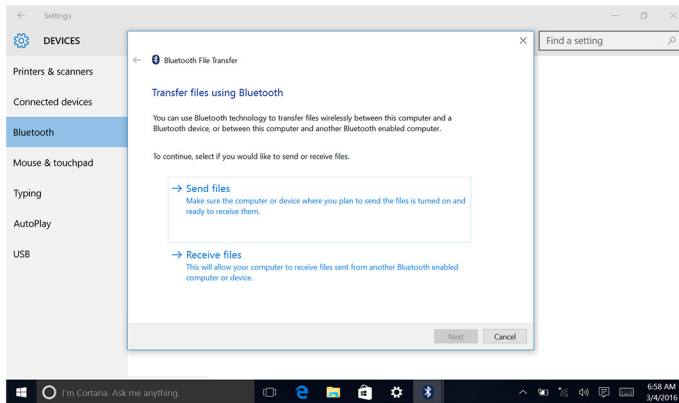 Settings
DEVICES
Find a setting
Printers & scanners
Connected devices
Bluetooth
Mouse & touchpad
Typing
AutoPlay
USB
Bluetooth File Transfer
Transfer files using Bluetooth
You can use Bluetooth technology to transfer files wirelessly between this computer and a
Bluetooth device, or between this computer and another Bluetooth enabled computer.
To continue, select if you would like to send or receive files.
Send files
Make sure the computer or device where you plan to send the files is turned on and
ready to receive them.
Receive files
This will allow your computer to receive files sent from another Bluetooth enabled
computer or device.
Next
Cancel
I'm Cortana. Ask me anything.
6:58 AM
3/4/2016